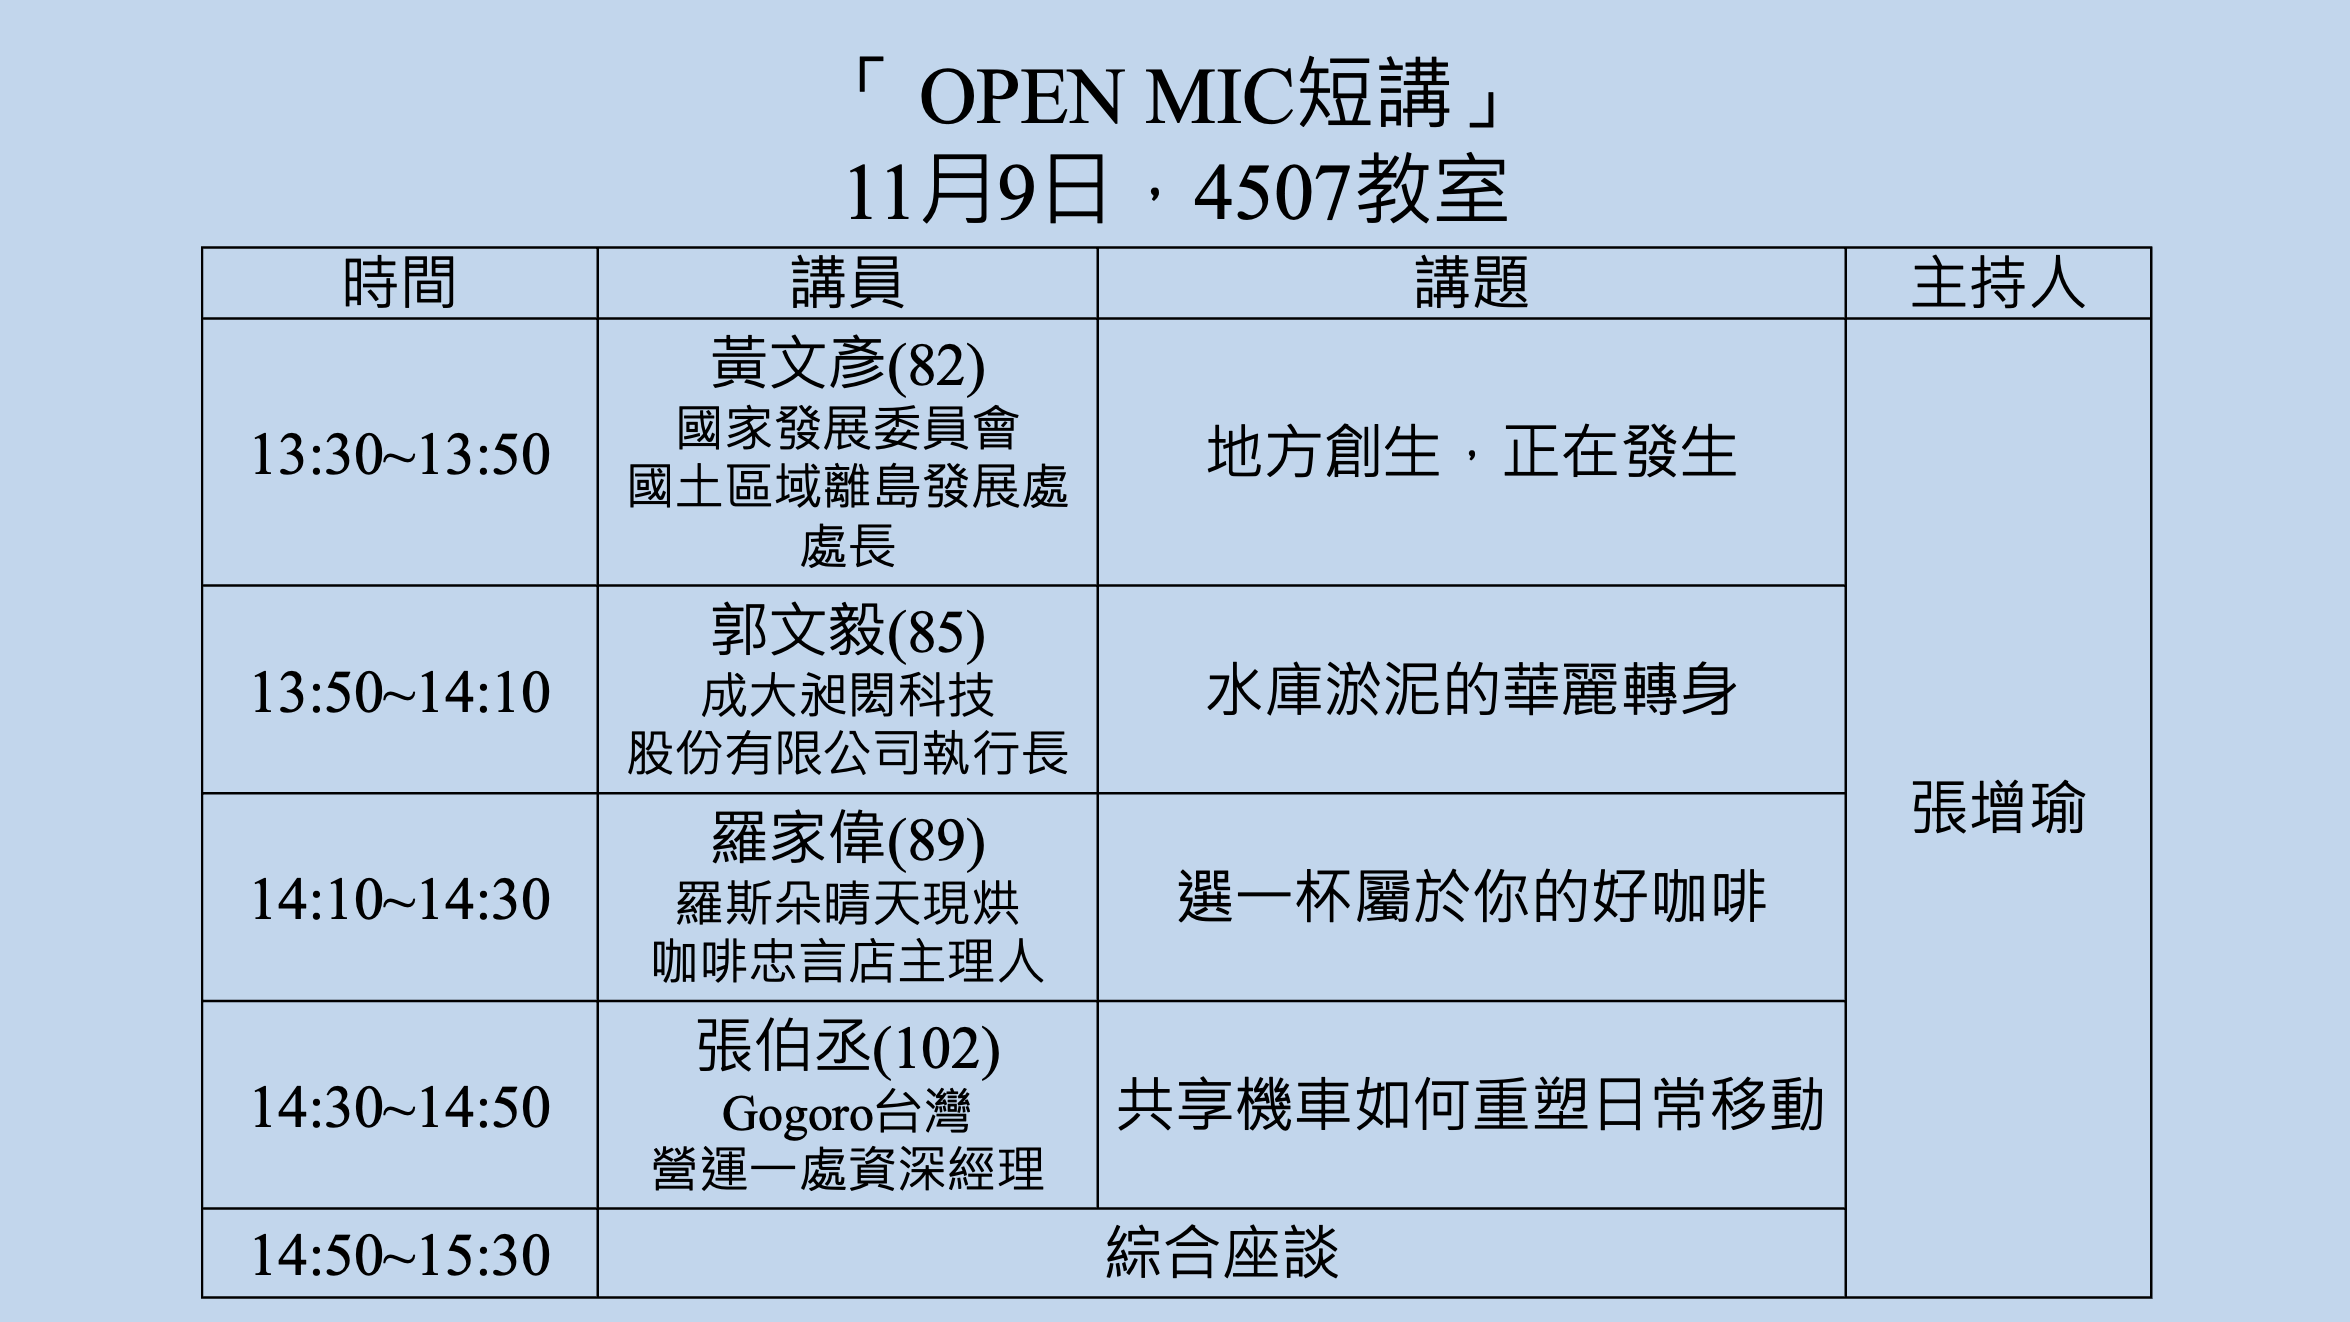 「 OPEN MIC短講 」
11月9日，4507教室
時間 講員 講題 主持人
13:30~13:50
黃文彥(82)
國家發展委員會
國土區域離島發展處
處長
地方創生，正在發生
13:50~14:10
郭文毅(85)
成大昶閎科技
股份有限公司執行長
水庫淤泥的華麗轉身
14:10~14:30
羅家偉(89)
羅斯朵晴天現烘
咖啡忠言店主理人
選一杯屬於你的好咖啡
14:30~14:50
張伯丞(102)
Gogoro台灣
營運一處資深經理
共享機車如何重塑日常移動
張增瑜
14:50~15:30
綜合座談